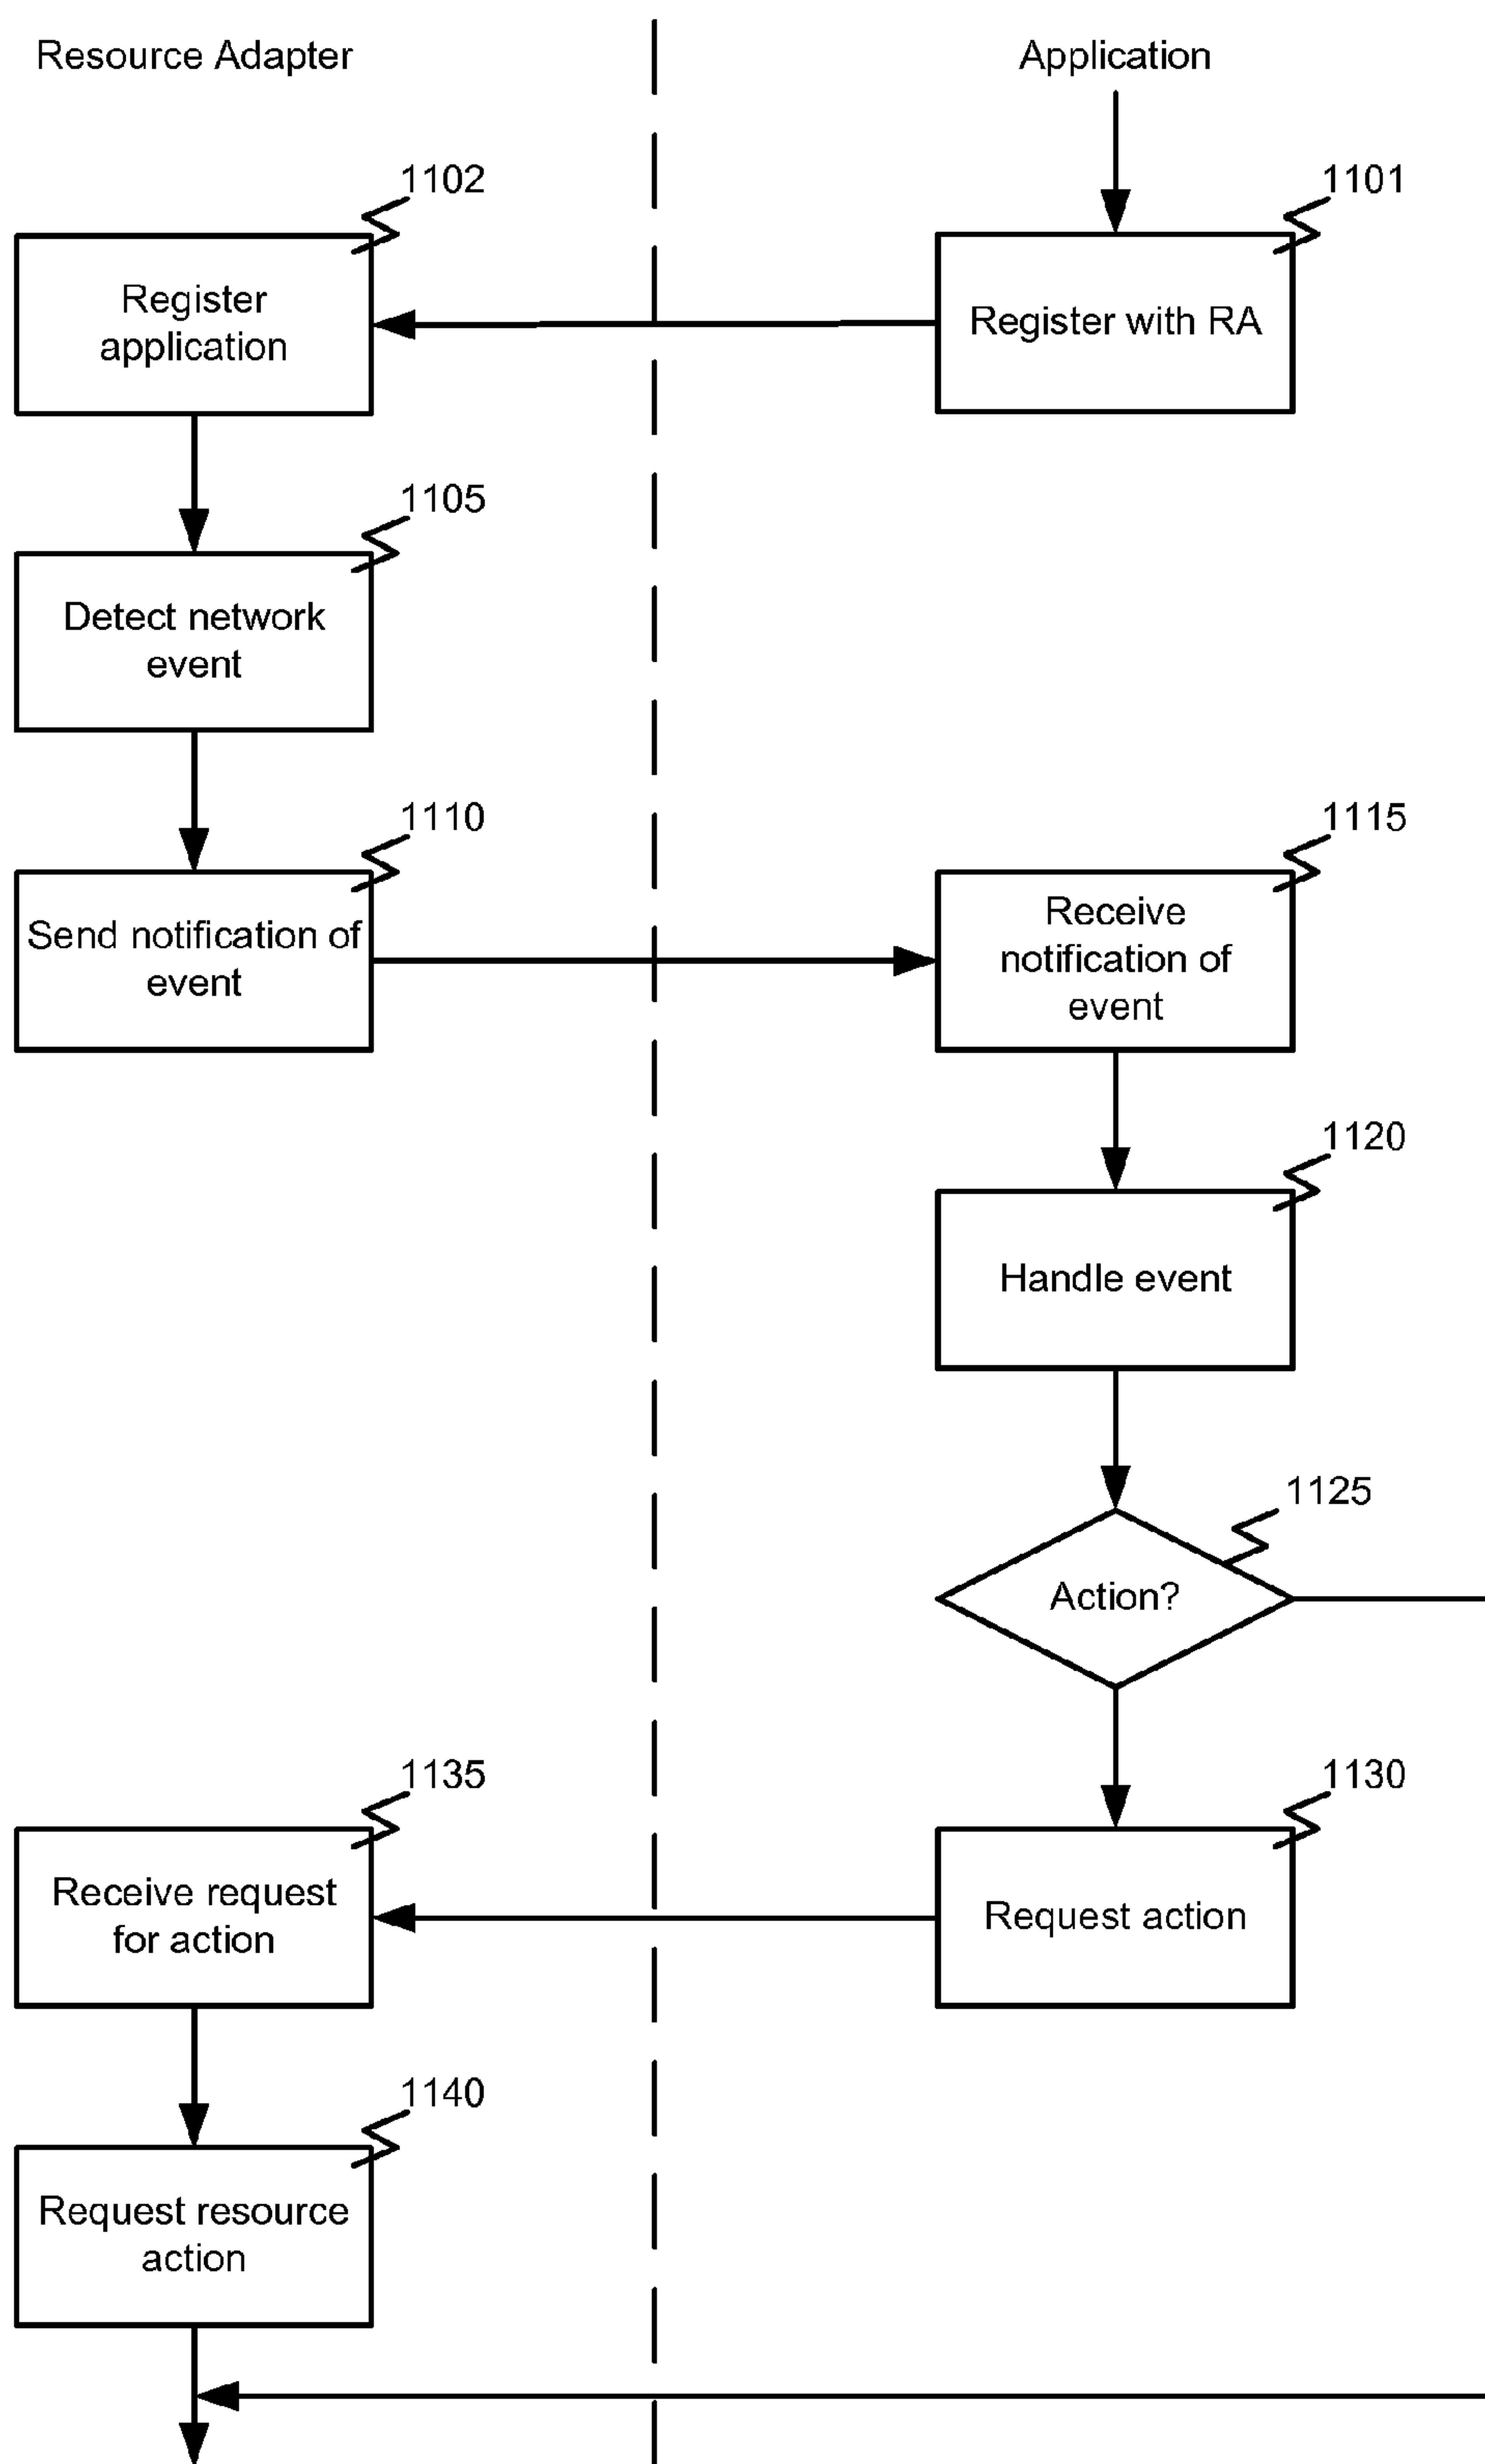 Resource Adapter
Application
1102
1101
Register
application
Register with RA
1105
Detect network
event
1110
1115
Send notification of
event
Receive
notification of
event
1120
Handle event
1125
Action?
1135
1130
Receive request
for action
Request action
1140
Request resource
action